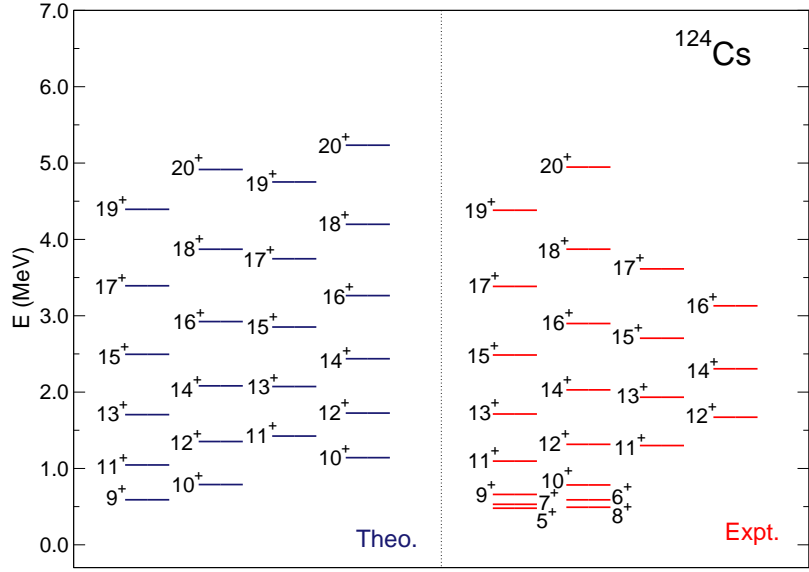 7.0
¹²⁴Cs
6.0
20⁺
20⁺ 20⁺
5.0
19⁺
19⁺ 19⁺
18⁺
4.0
18⁺ 18⁺
17⁺ 17⁺
17⁺ 17⁺
16⁺ 16⁺
3.0
16⁺ 15⁺ 16⁺ 15⁺
15⁺ 14⁺ 15⁺ 14⁺
14⁺ 13⁺ 14⁺ 13⁺
2.0
13⁺ 12⁺ 13⁺ 12⁺
12⁺ 11⁺ 12⁺ 11⁺
11⁺ 10⁺ 11⁺
1.0
10⁺ 10⁺
9⁺ 9⁺ 7⁺ 6⁺
5⁺ 8⁺
Theo. Expt.
0.0
E (MeV)